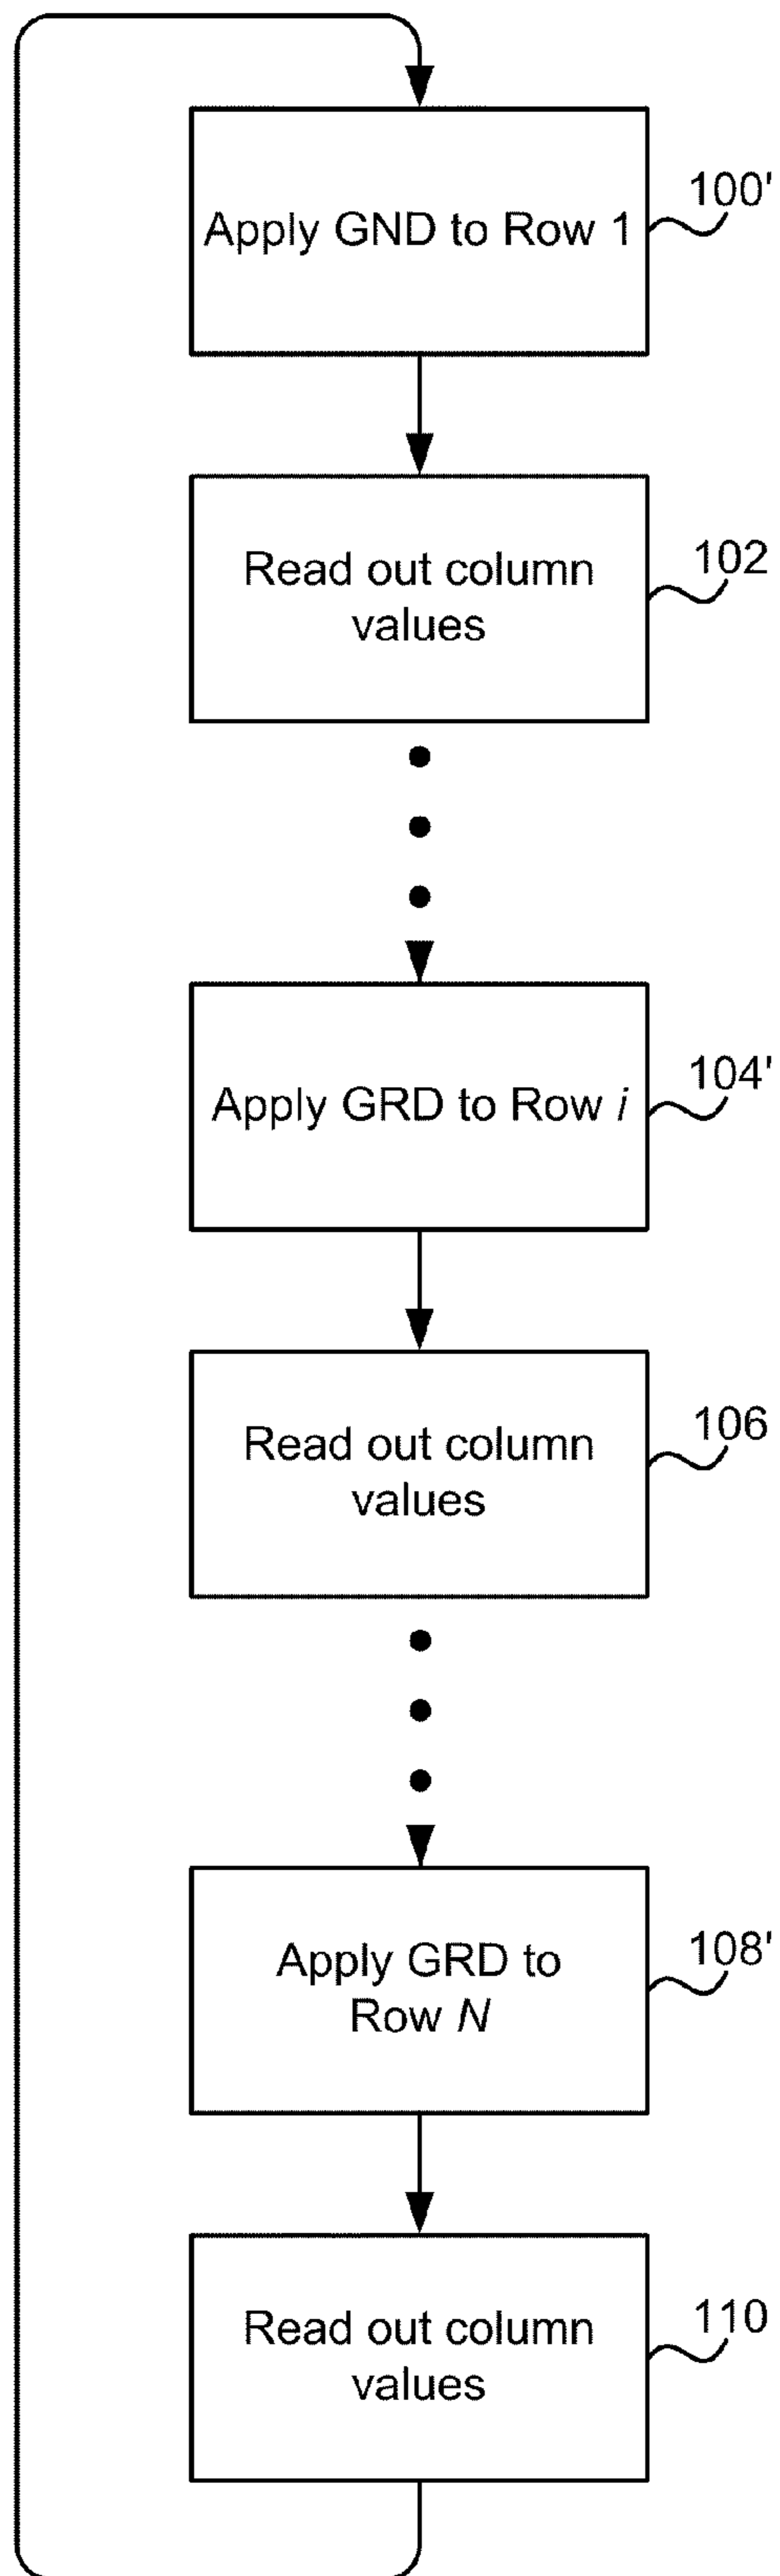 Apply GND to Row 1
100'
Read out column
values
102
Apply GRD to Row i
104'
Read out column
values
106
Apply GRD to
Row N
108'
Read out column
values
110